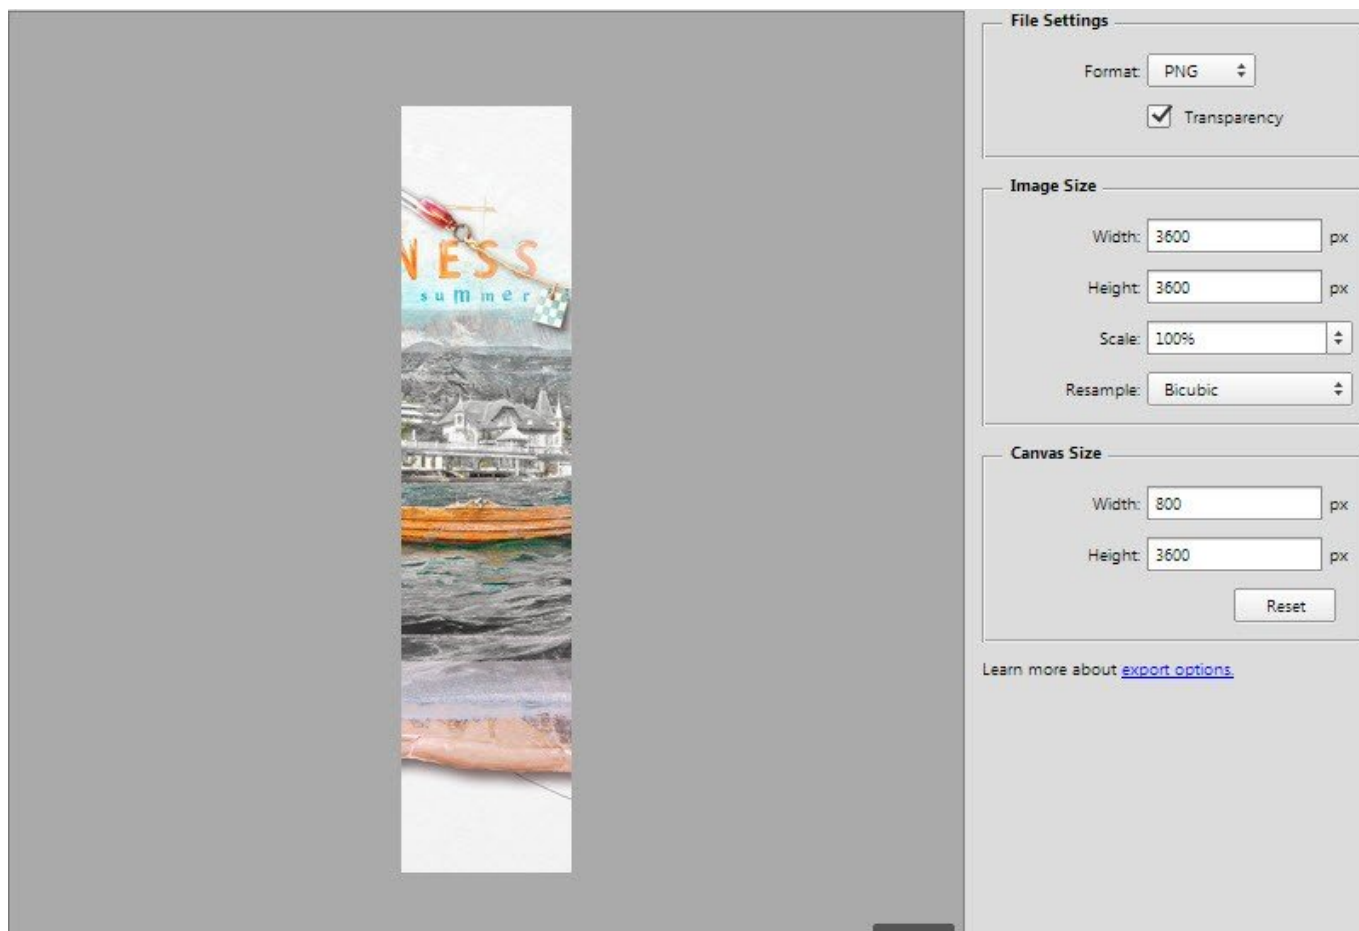 File Settings
Format: PNG
Transparency
Image Size
Width: 3600 px
Height: 3600 px
Scale: 100%
Resample: Bicubic
Canvas Size
Width: 800 px
Height: 3600 px
Reset
Learn more about export options.
NESS
summer